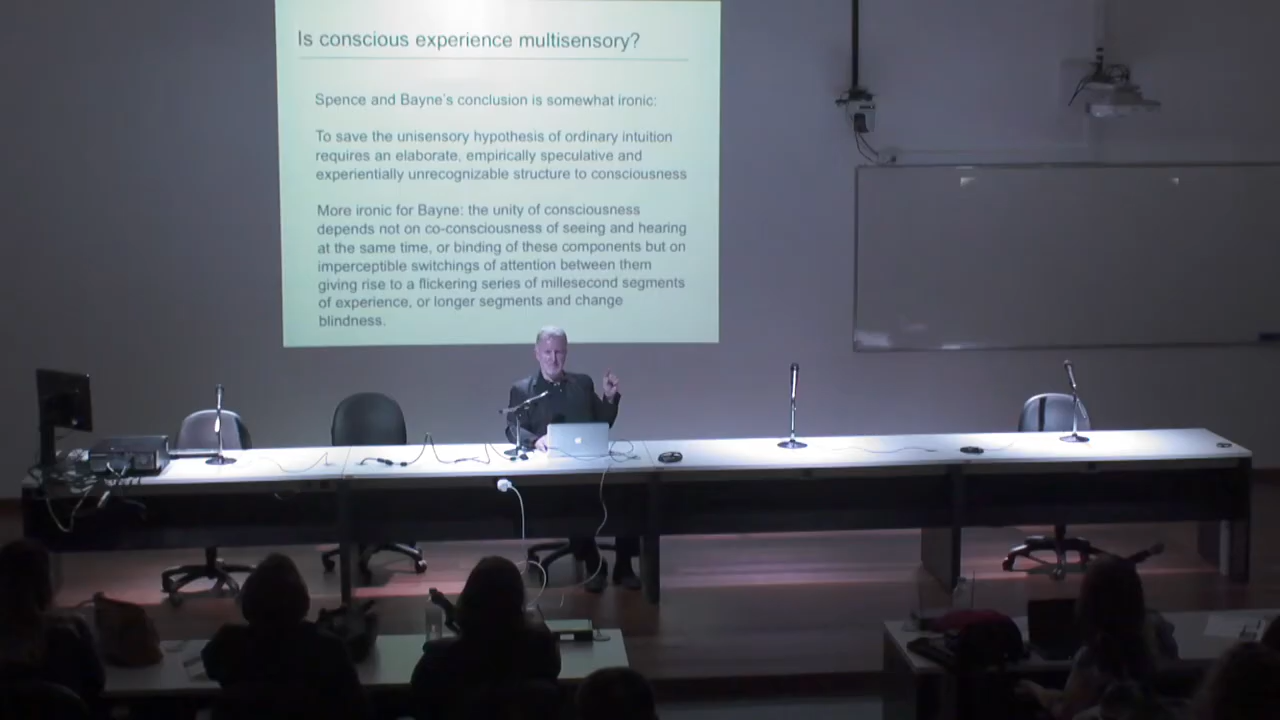 Is conscious experience multisensory?
Spence and Bayne's conclusion is somewhat ironic:
To save the unisensory hypothesis of ordinary intuition
requires an elaborate, empirically speculative and
experientially unrecognizable structure to consciousness
More ironic for Bayne: the unity of consciousness
depends not on co-consciousness of seeing and hearing
at the same time, or binding of these components but on
imperceptible switchings of attention between them
giving rise to a flickering series of millesecond segments
of experience, or longer segments and change
blindness.